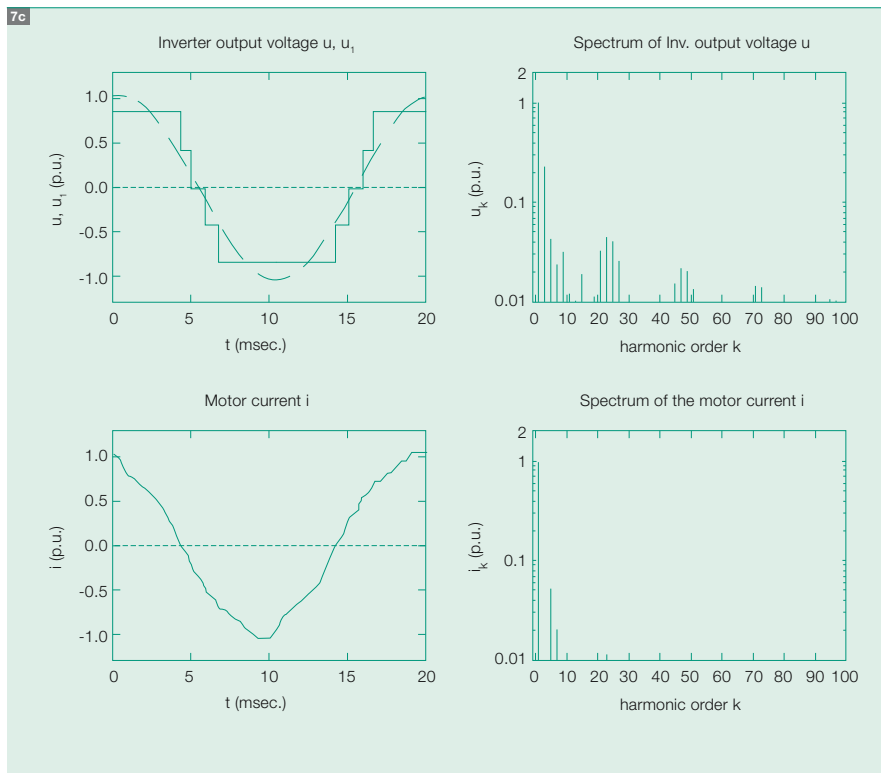 7c
Inverter output voltage u, u1
1.0
0.5
0.0
-0.5
-1.0
u, u1 (p.u.)
0 5 10 15 20
t (msec.)
Spectrum of Inv. output voltage u
2
1
0.1
0.01
uk (p.u.)
0 10 20 30 40 50 60 70 80 90 100
harmonic order k
Motor current i
1.0
0.5
0.0
-0.5
-1.0
i (p.u.)
0 5 10 15 20
t (msec.)
Spectrum of the motor current i
2
1
0.1
0.01
ik (p.u.)
0 10 20 30 40 50 60 70 80 90 100
harmonic order k